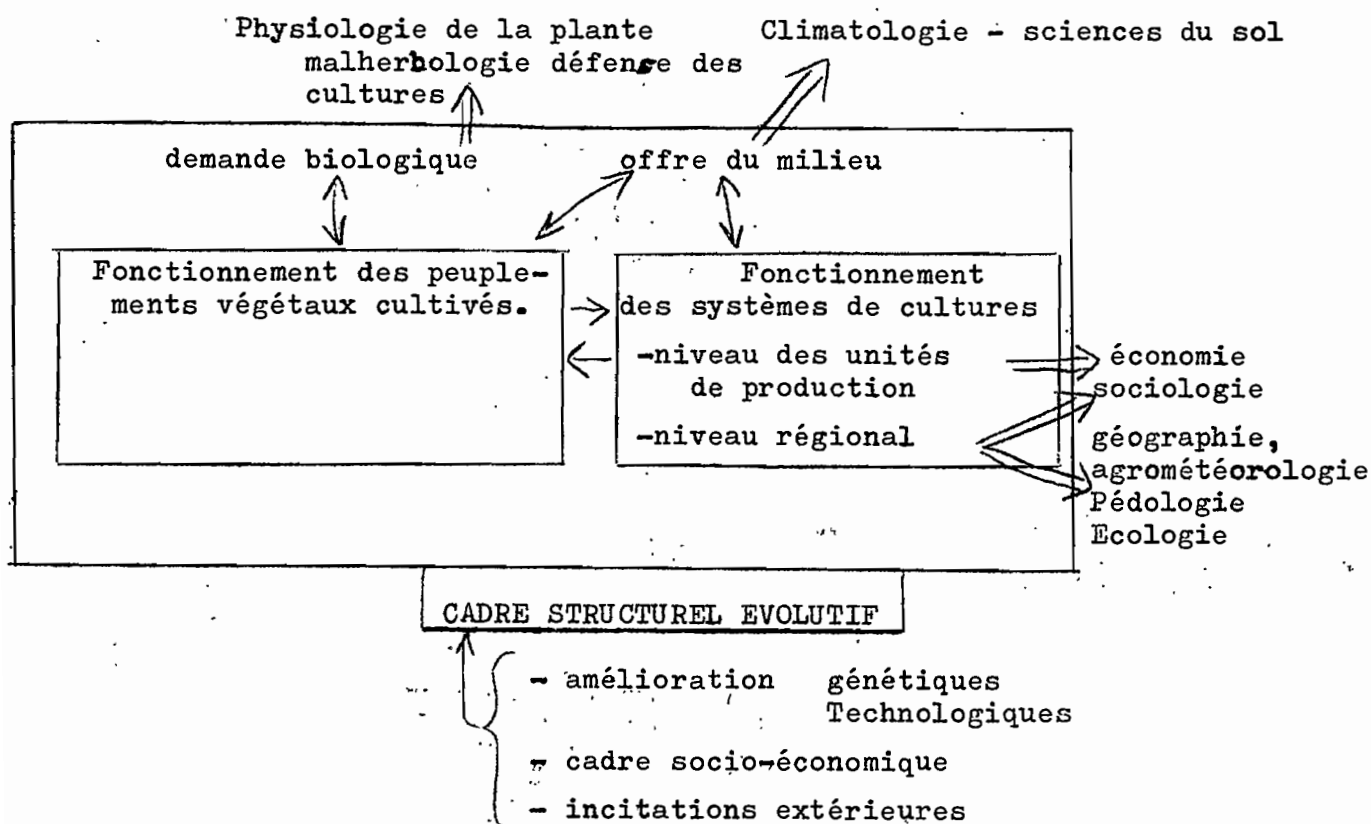 Physiologie de la plante
malherbologie défense des
cultures
Climatologie - sciences du sol
demande biologique
offre du milieu
Fonctionnement des peuple-
ments végétaux cultivés.
Fonctionnement
des systèmes de cultures
-niveau des unités
de production
-niveau régional
économie
sociologie
géographie,
agrométéorologie
Pédologie
Ecologie
CADRE STRUCTUREL EVOLUTIF
- amélioration génétiques
Technologiques
- cadre socio-économique
- incitations extérieures